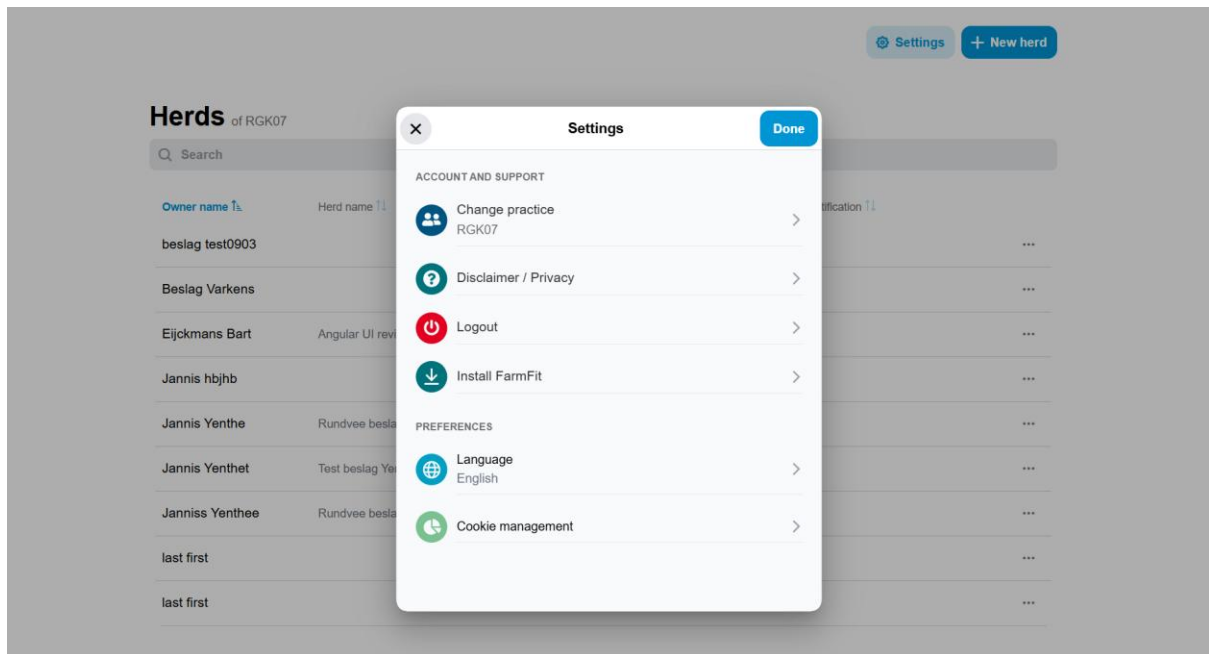 Settings
+ New herd
Herds of RGK07
Search
Owner name
Herd name
beslag test0903
Beslag Varkens
Eijckmans Bart
Angular UI revi
Jannis hbjhb
Jannis Yenthe
Rundvee besla
Jannis Yenthet
Test beslag Ye
Janniss Yenthee
Rundvee besla
last first
last first
Settings
Done
ACCOUNT AND SUPPORT
Change practice
RGK07
Disclaimer / Privacy
Logout
Install FarmFit
PREFERENCES
Language
English
Cookie management